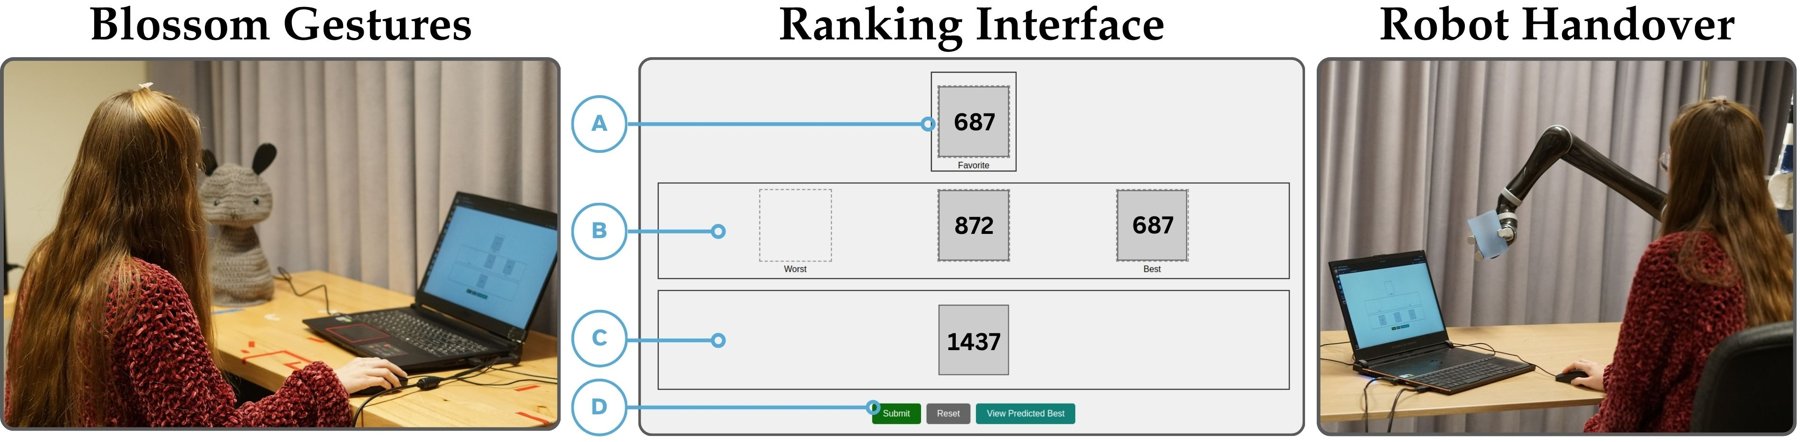 Blossom Gestures
Ranking Interface
Robot Handover
A
687
Favorite
B
872
687
Worst
Best
C
1437
D
Submit
Reset
View Predicted Best